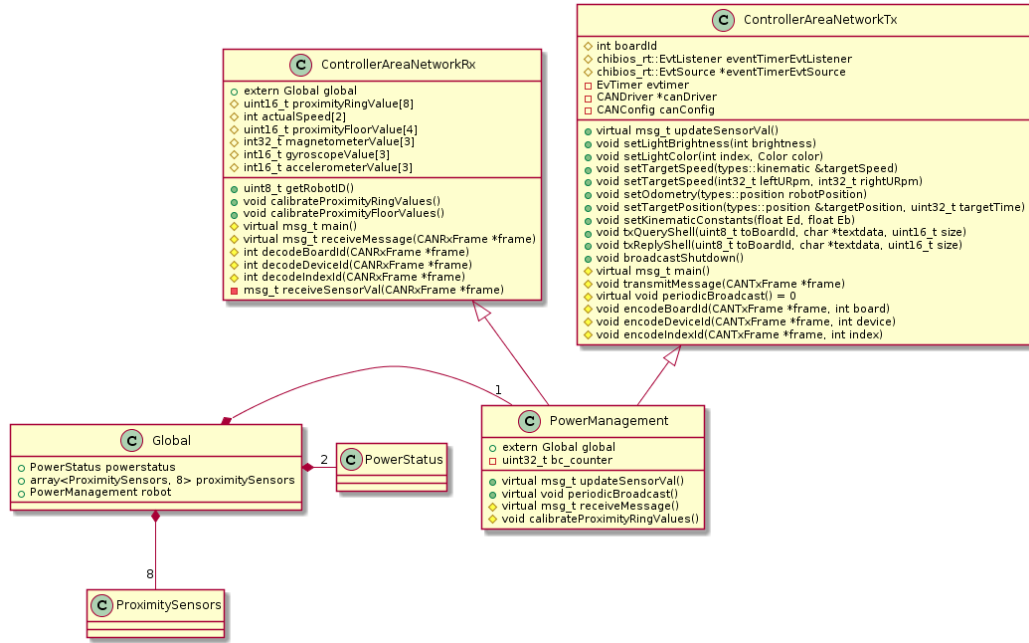 C ControllerAreaNetworkTx
int boardId
chibios_rt::EvtListener eventTimerEvtListener
chibios_rt::EvtSource *eventTimerEvtSource
EvTimer evtimer
CANDriver *canDriver
CANConfig canConfig
virtual msg_t updateSensorVal()
void setLightBrightness(int brightness)
void setLightColor(int index, Color color)
void setTargetSpeed(types::kinematic &targetSpeed)
void setTargetSpeed(int32_t leftURpm, int32_t rightURpm)
void setOdometry(types::position robotPosition)
void setTargetPosition(types::position &targetPosition, uint32_t targetTime)
void setKinematicConstants(float Ed, float Eb)
void txQueryShell(uint8_t toBoardId, char *textdata, uint16_t size)
void txReplyShell(uint8_t toBoardId, char *textdata, uint16_t size)
void broadcastShutdown()
virtual msg_t main()
void transmitMessage(CANTxFrame *frame)
virtual void periodicBroadcast() = 0
void encodeBoardId(CANTxFrame *frame, int board)
void encodeDeviceId(CANTxFrame *frame, int device)
void encodeIndexId(CANTxFrame *frame, int index)
C ControllerAreaNetworkRx
extern Global global
uint16_t proximityRingValue[8]
int actualSpeed[2]
uint16_t proximityFloorValue[4]
int32_t magnetometerValue[3]
int16_t gyroscopeValue[3]
int16_t accelerometerValue[3]
uint8_t getRobotID()
void calibrateProximityRingValues()
void calibrateProximityFloorValues()
virtual msg_t main()
virtual msg_t receiveMessage(CANRxFrame *frame)
int decodeBoardId(CANRxFrame *frame)
int decodeDeviceId(CANRxFrame *frame)
int decodeIndexId(CANRxFrame *frame)
msg_t receiveSensorVal(CANRxFrame *frame)
1
C PowerManagement
extern Global global
uint32_t bc_counter
virtual msg_t updateSensorVal()
virtual void periodicBroadcast()
virtual msg_t receiveMessage()
void calibrateProximityRingValues()
C Global
PowerStatus powerstatus
array<ProximitySensors, 8> proximitySensors
PowerManagement robot
2
C PowerStatus
8
C ProximitySensors